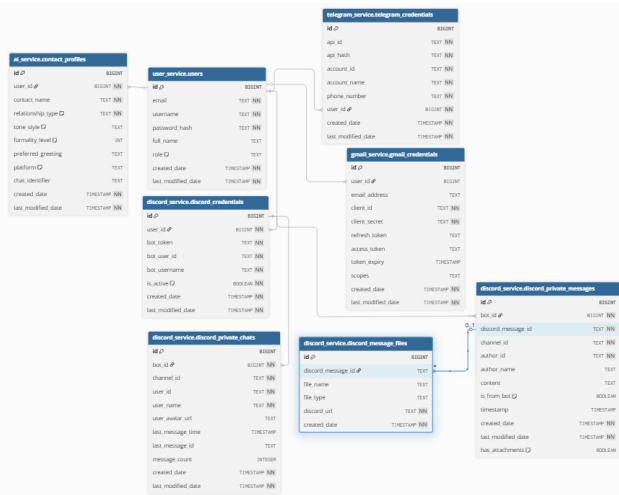 telegram_service.telegram_credentials
id BIGINT
api_id TEXT NN
api_hash TEXT NN
account_id TEXT NN
account_name TEXT NN
phone_number TEXT NN
user_id BIGINT NN
created_date TIMESTAMP NN
last_modified_date TIMESTAMP NN
ai_service.contact_profiles
id BIGINT
user_id BIGINT NN
contact_name TEXT NN
relationship_type TEXT NN
tone_style TEXT
formality_level INT
preferred_greeting TEXT
platform TEXT
chat_identifier TEXT
created_date TIMESTAMP NN
last_modified_date TIMESTAMP NN
user_service.users
id BIGINT
email TEXT NN
username TEXT NN
password_hash TEXT NN
full_name TEXT
role TEXT
created_date TIMESTAMP NN
last_modified_date TIMESTAMP NN
gmail_service.gmail_credentials
id BIGINT
user_id BIGINT
email_address TEXT
client_id TEXT NN
client_secret TEXT NN
refresh_token TEXT
access_token TEXT
token_expiry TIMESTAMP
scopes TEXT
created_date TIMESTAMP NN
last_modified_date TIMESTAMP NN
discord_service.discord_credentials
id BIGINT
user_id BIGINT NN
bot_token TEXT NN
bot_user_id TEXT NN
bot_username TEXT NN
is_active BOOLEAN NN
created_date TIMESTAMP NN
last_modified_date TIMESTAMP NN
discord_service.discord_private_messages
id BIGINT
bot_id BIGINT NN
discord_message_id TEXT NN
channel_id TEXT NN
author_id TEXT NN
author_name TEXT
content TEXT
is_from_bot BOOLEAN
timestamp TIMESTAMP
created_date TIMESTAMP NN
last_modified_date TIMESTAMP NN
has_attachments BOOLEAN
0..1
discord_service.discord_private_chats
id BIGINT
bot_id BIGINT NN
channel_id TEXT NN
user_id TEXT NN
user_name TEXT NN
user_avatar_url TEXT
last_message_time TIMESTAMP
last_message_id TEXT
message_count INTEGER
created_date TIMESTAMP NN
last_modified_date TIMESTAMP NN
discord_service.discord_message_files
id BIGINT
discord_message_id TEXT
file_name TEXT
file_type TEXT
discord_url TEXT NN
created_date TIMESTAMP NN
*